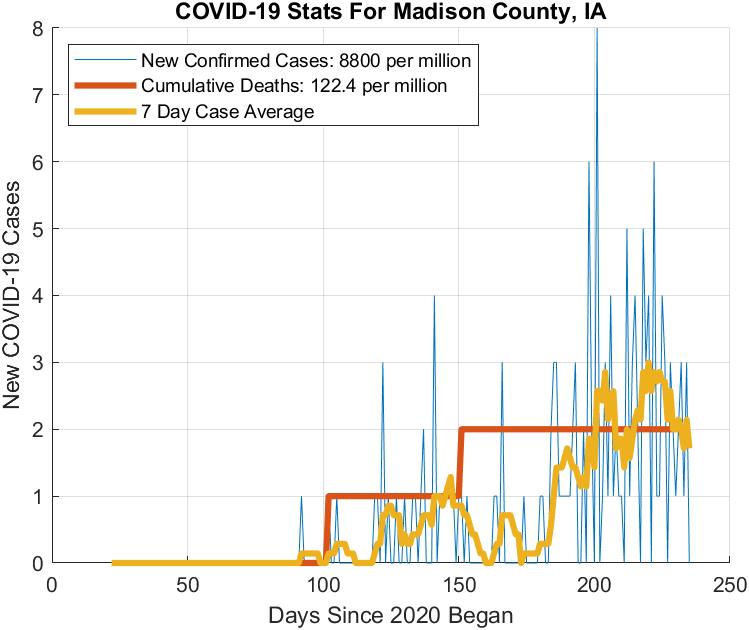 COVID-19 Stats For Madison County, IA
New Confirmed Cases: 8800 per million
Cumulative Deaths: 122.4 per million
7 Day Case Average
New COVID-19 Cases
8
7
6
5
4
3
2
1
0
0 50 100 150 200 250
Days Since 2020 Began